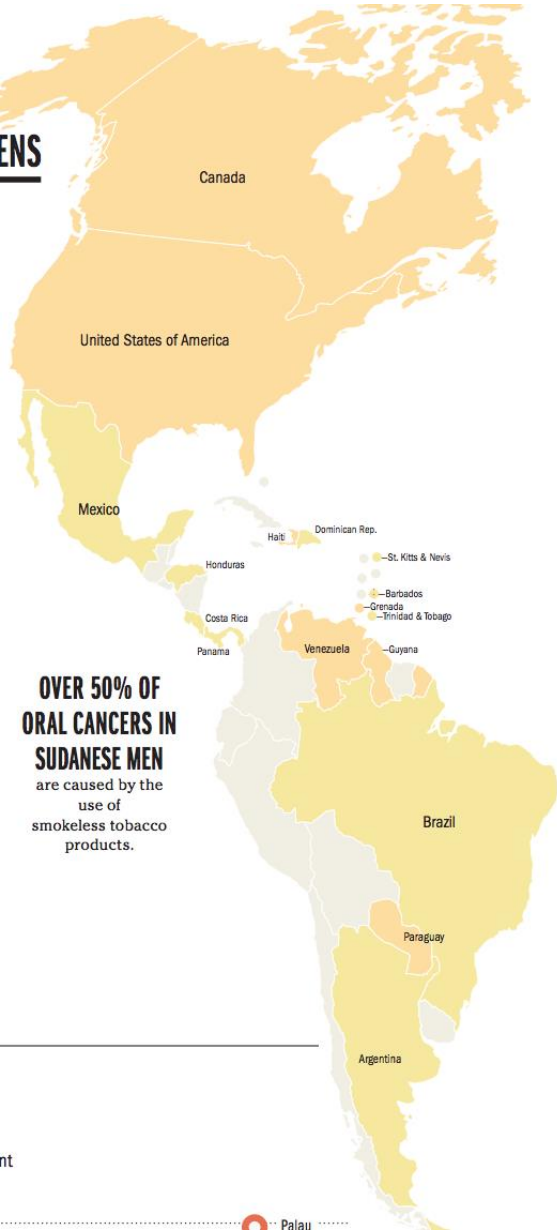 ENS
Canada
United States of America
Mexico
Haiti
Dominican Rep.
St. Kitts & Nevis
Honduras
Barbados
Grenada
Costa Rica
Trinidad & Tobago
Panama
Venezuela
Guyana
OVER 50% OF
ORAL CANCERS IN
SUDANESE MEN
are caused by the
use of
smokeless tobacco
products.
Brazil
Paraguay
Argentina
nt
Palau